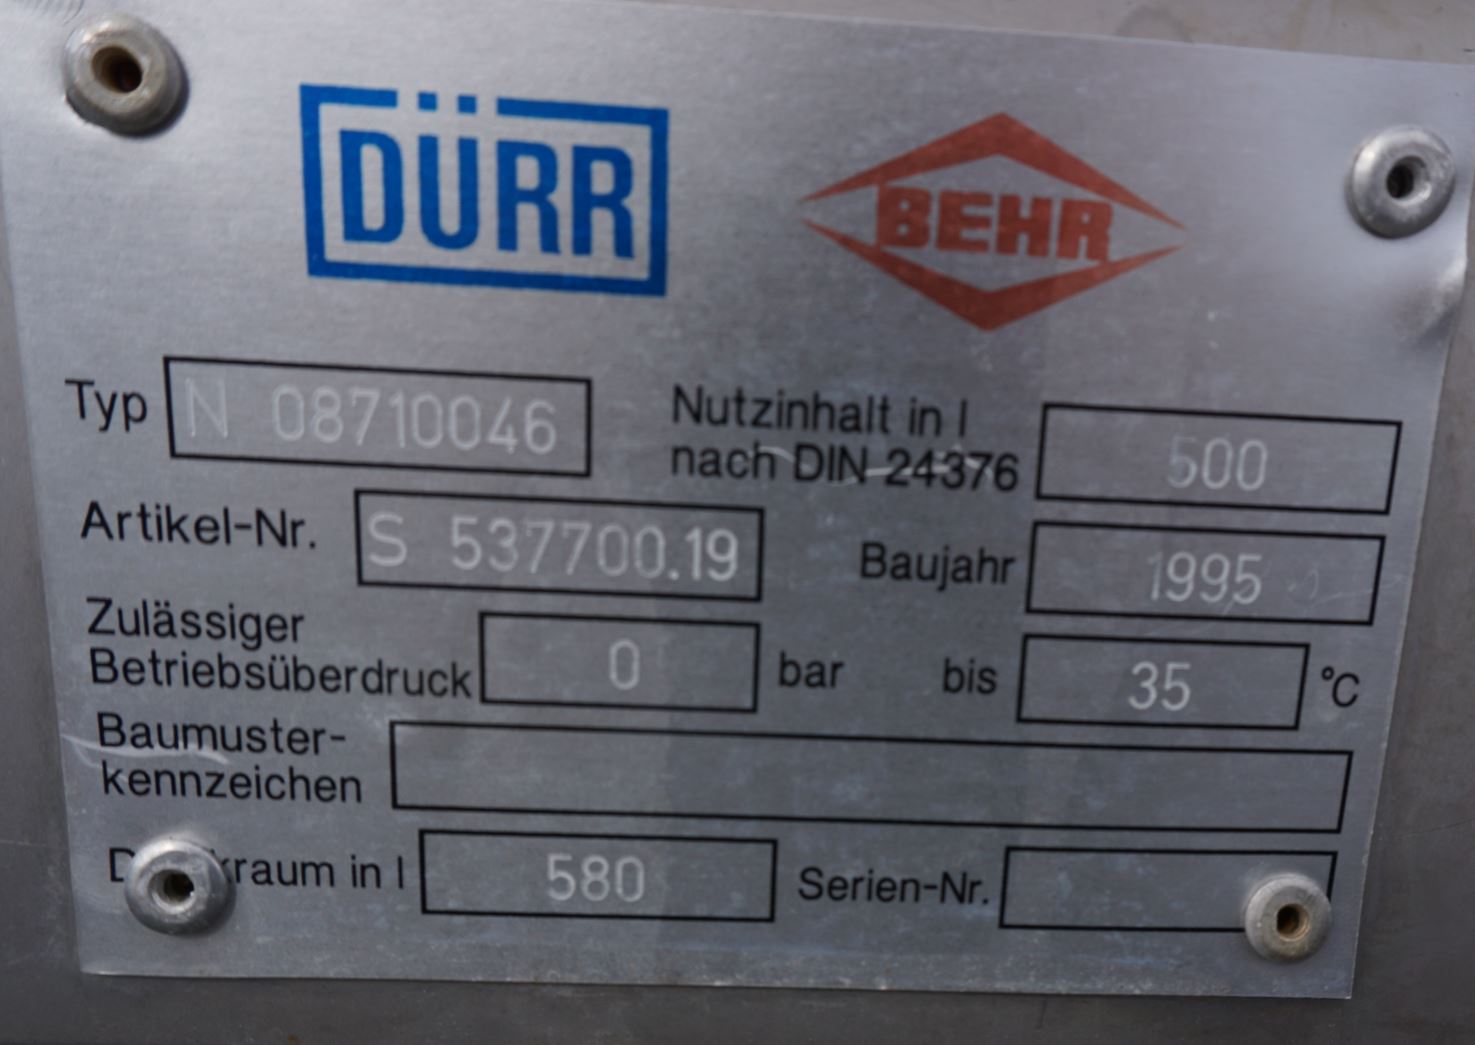 DÜRR BEHR
Typ N 08710046 Nutzinhalt in l
nach DIN 24376 500
Artikel-Nr. S 537700.19 Baujahr 1995
Zulässiger
Betriebsüberdruck 0 bar bis 35 °C
Baumuster-
kennzeichen
kraum in l 580 Serien-Nr.